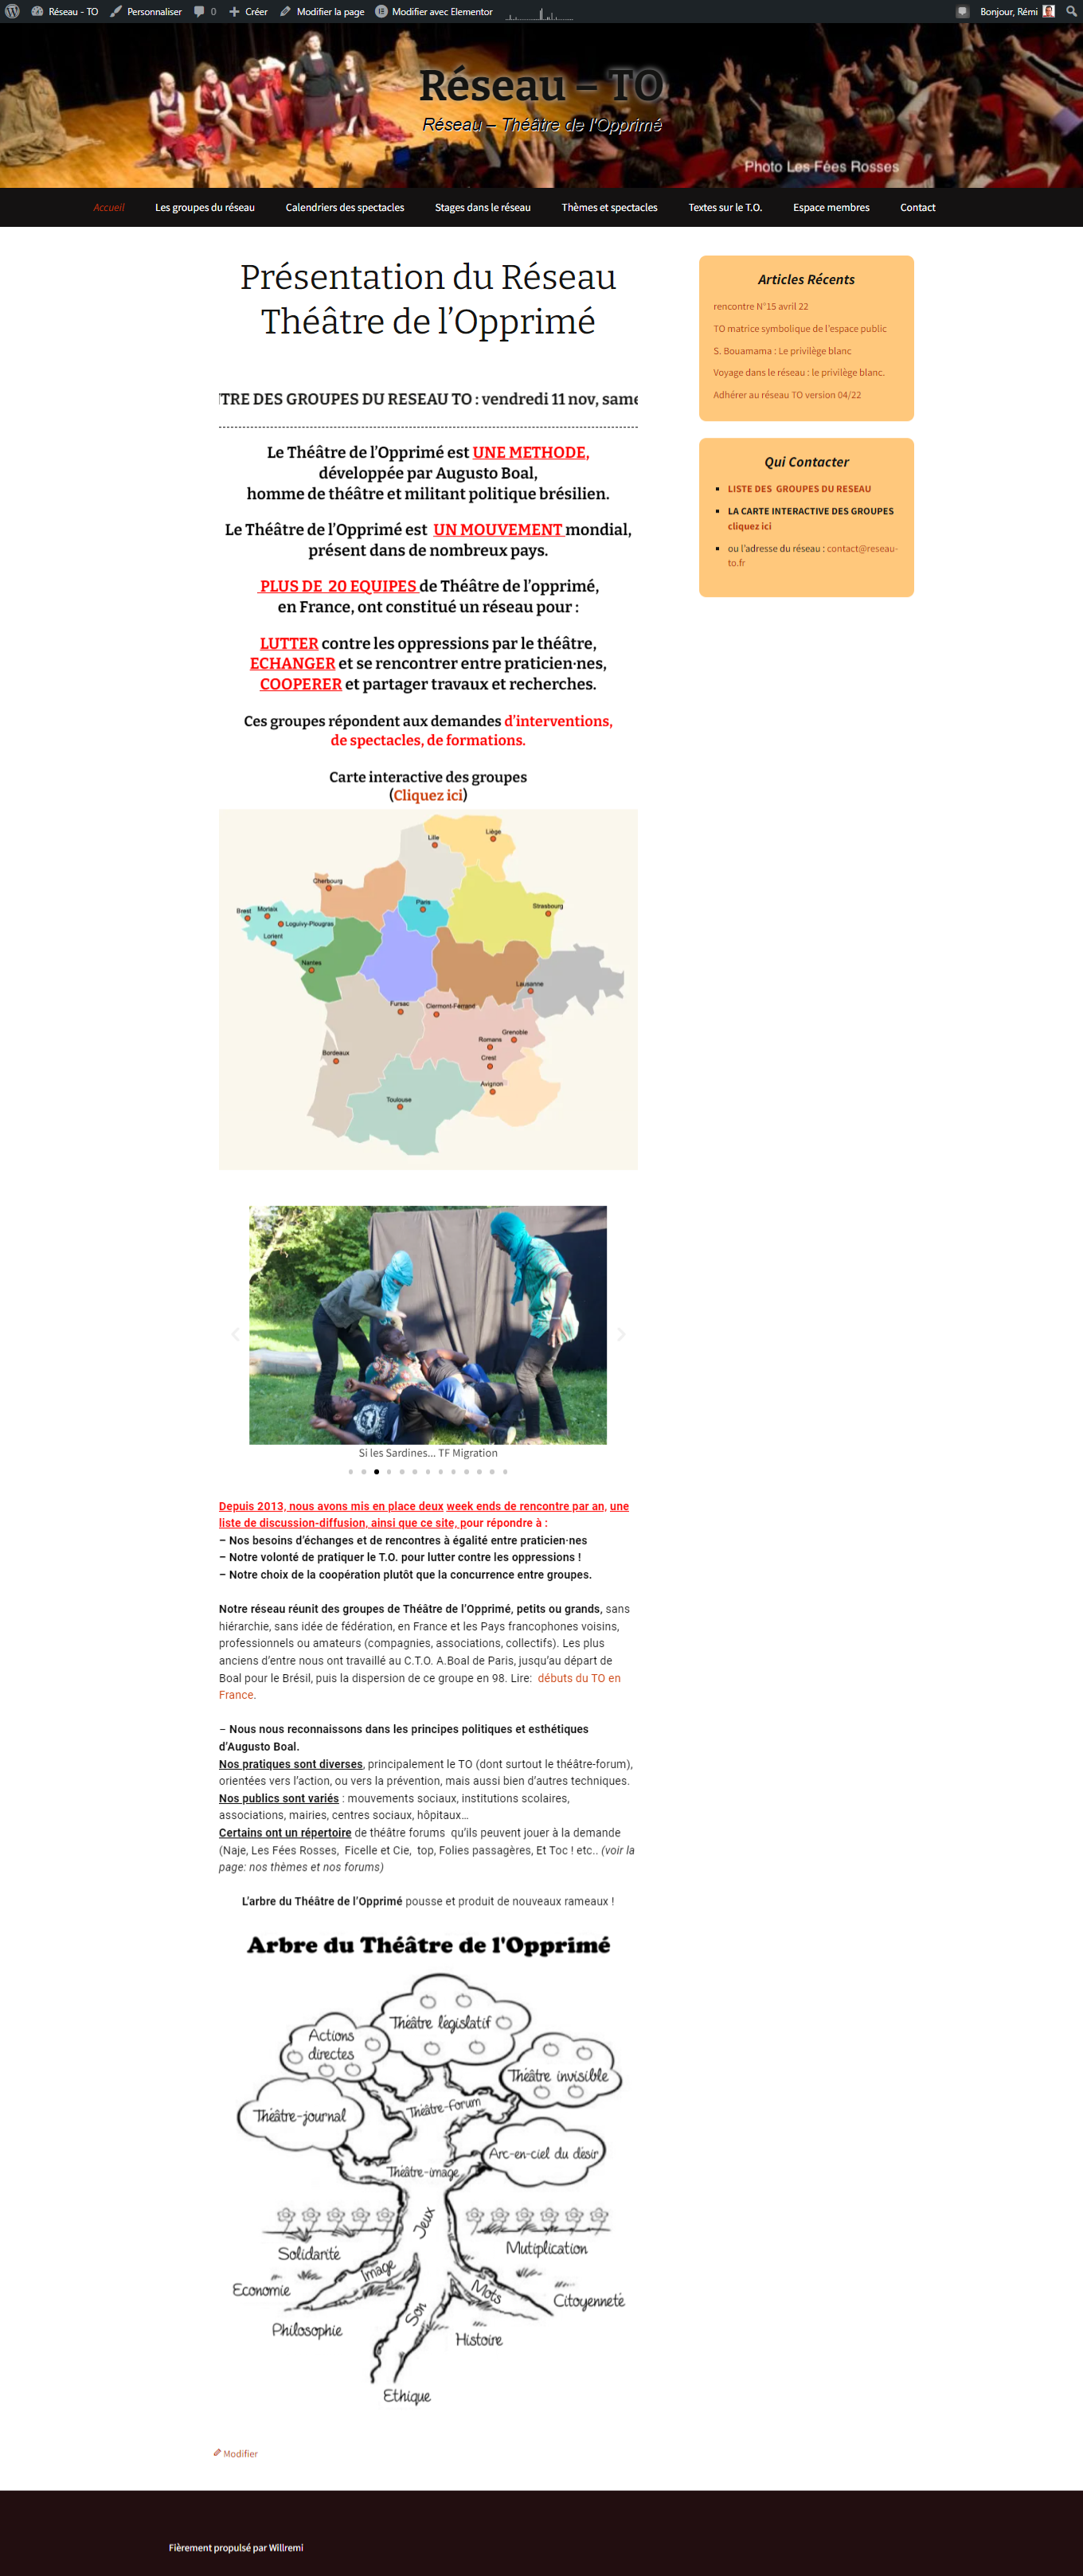 Réseau - TO
Personnaliser
0
Créer
Modifier la page
Modifier avec Elementor
Bonjour, Rémi
Réseau – TO
Réseau – Théâtre de l'Opprimé
Photo Les Fées Rosses
Accueil
Les groupes du réseau
Calendriers des spectacles
Stages dans le réseau
Thèmes et spectacles
Textes sur le T.O.
Espace membres
Contact
Présentation du Réseau
Théâtre de l’Opprimé
TRE DES GROUPES DU RESEAU TO : vendredi 11 nov, same
Le Théâtre de l’Opprimé est UNE METHODE,
développée par Augusto Boal,
homme de théâtre et militant politique brésilien.
Le Théâtre de l’Opprimé est UN MOUVEMENT mondial,
présent dans de nombreux pays.
PLUS DE 20 EQUIPES de Théâtre de l’opprimé,
en France, ont constitué un réseau pour :
LUTTER contre les oppressions par le théâtre,
ECHANGER et se rencontrer entre praticien·nes,
COOPERER et partager travaux et recherches.
Ces groupes répondent aux demandes d’interventions,
de spectacles, de formations.
Carte interactive des groupes
(Cliquez ici)
Lille
Liège
Cherbourg
Paris
Strasbourg
Brest
Morlaix
Loguivy-Plougras
Lorient
Nantes
Lausanne
Fursac
Clermont-Ferrand
Grenoble
Romans
Crest
Bordeaux
Avignon
Toulouse
Si les Sardines... TF Migration
Depuis 2013, nous avons mis en place deux week ends de rencontre par an, une
liste de discussion-diffusion, ainsi que ce site, pour répondre à :
– Nos besoins d’échanges et de rencontres à égalité entre praticien·nes
– Notre volonté de pratiquer le T.O. pour lutter contre les oppressions !
– Notre choix de la coopération plutôt que la concurrence entre groupes.
Notre réseau réunit des groupes de Théâtre de l’Opprimé, petits ou grands, sans
hiérarchie, sans idée de fédération, en France et les Pays francophones voisins,
professionnels ou amateurs (compagnies, associations, collectifs). Les plus
anciens d’entre nous ont travaillé au C.T.O. A.Boal de Paris, jusqu’au départ de
Boal pour le Brésil, puis la dispersion de ce groupe en 98. Lire: débuts du TO en
France.
– Nous nous reconnaissons dans les principes politiques et esthétiques
d’Augusto Boal.
Nos pratiques sont diverses, principalement le TO (dont surtout le théâtre-forum),
orientées vers l’action, ou vers la prévention, mais aussi bien d’autres techniques.
Nos publics sont variés : mouvements sociaux, institutions scolaires,
associations, mairies, centres sociaux, hôpitaux…
Certains ont un répertoire de théâtre forums qu’ils peuvent jouer à la demande
(Naje, Les Fées Rosses, Ficelle et Cie, top, Folies passagères, Et Toc ! etc.. (voir la
page: nos thèmes et nos forums)
L’arbre du Théâtre de l’Opprimé pousse et produit de nouveaux rameaux !
Arbre du Théâtre de l'Opprimé
Théâtre législatif
Actions
directes
Théâtre invisible
Théâtre-forum
Théâtre-journal
Arc-en-ciel du désir
Théâtre-image
Jeux
Solidarité
Mutiplication
Image
Economie
Mots
Citoyenneté
Son
Philosophie
Histoire
Ethique
Modifier
Articles Récents
rencontre N°15 avril 22
TO matrice symbolique de l’espace public
S. Bouamama : Le privilège blanc
Voyage dans le réseau : le privilège blanc.
Adhérer au réseau TO version 04/22
Qui Contacter
LISTE DES GROUPES DU RESEAU
LA CARTE INTERACTIVE DES GROUPES
cliquez ici
ou l’adresse du réseau : contact@reseau-
to.fr
Fièrement propulsé par Willremi